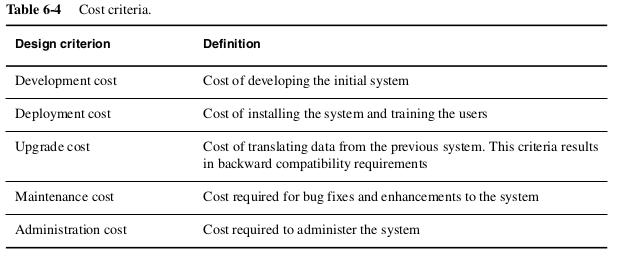 Table 6-4 Cost criteria.
Design criterion Definition
Development cost Cost of developing the initial system
Deployment cost Cost of installing the system and training the users
Upgrade cost Cost of translating data from the previous system. This criteria results
in backward compatibility requirements
Maintenance cost Cost required for bug fixes and enhancements to the system
Administration cost Cost required to administer the system